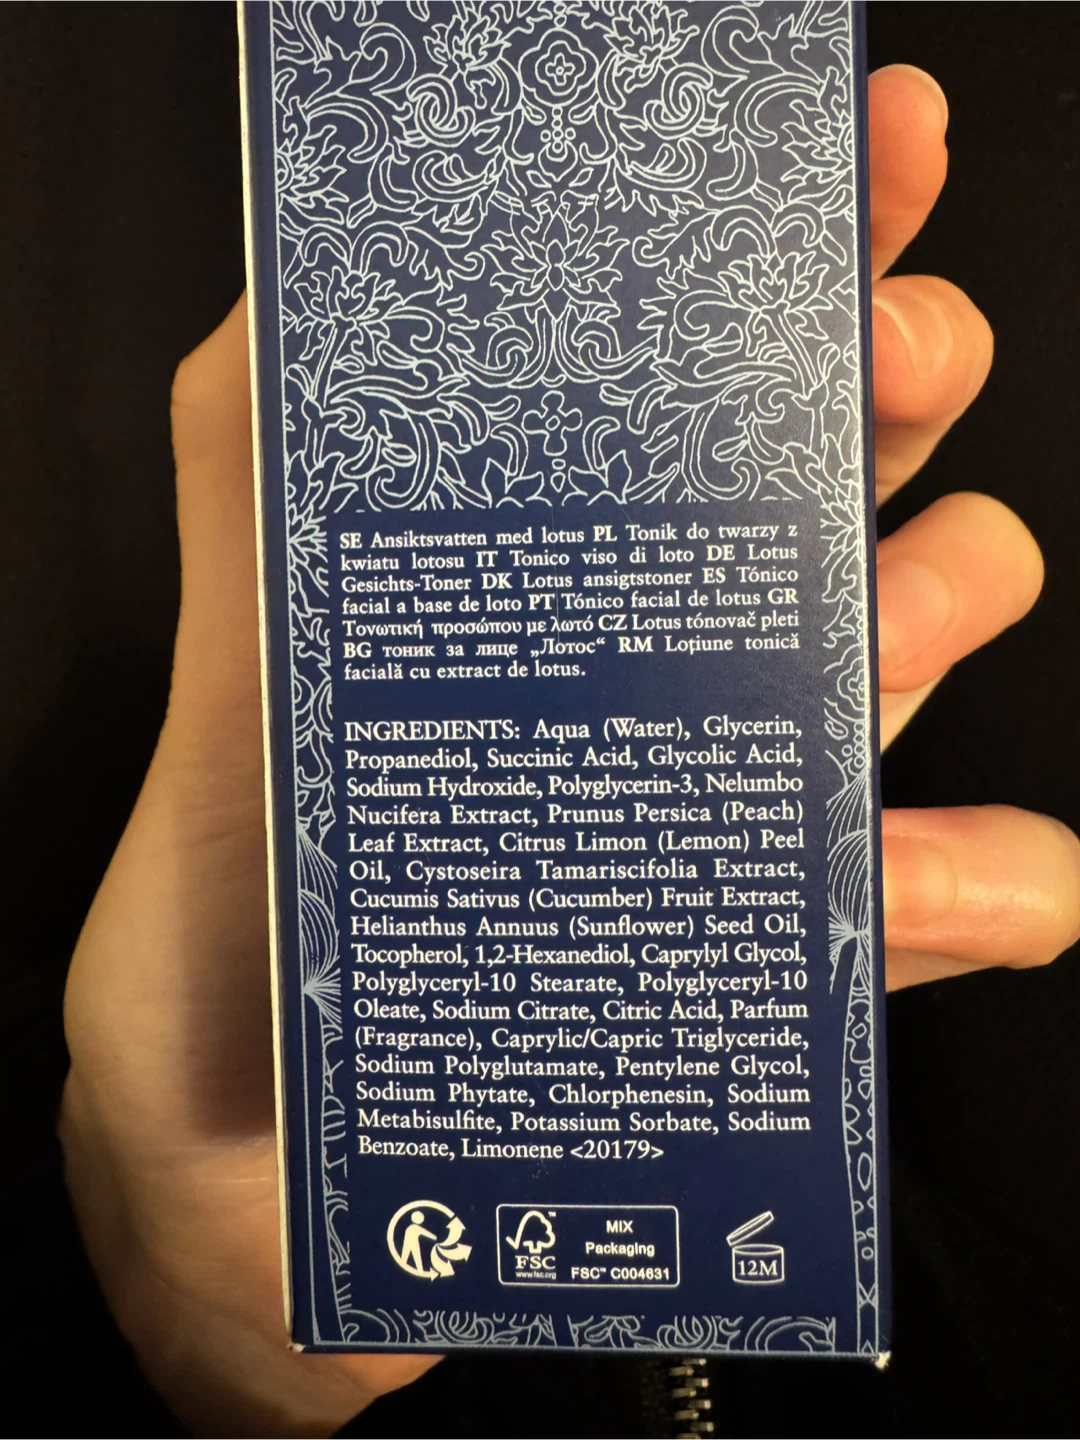 SE Ansiktsvatten med lotus PL Tonik do twarzy z
kwiatu lotosu IT Tonico viso di loto DE Lotus
Gesichts-Toner DK Lotus ansigtstoner ES Tónico
facial a base de loto PT Tónico facial de lotus GR
Τονωτική προσώπου με λωτό CZ Lotus tónovač pleti
BG тоник за лице „Лотос“ RM Loțiune tonică
facială cu extract de lotus.
INGREDIENTS: Aqua (Water), Glycerin,
Propanediol, Succinic Acid, Glycolic Acid,
Sodium Hydroxide, Polyglycerin-3, Nelumbo
Nucifera Extract, Prunus Persica (Peach)
Leaf Extract, Citrus Limon (Lemon) Peel
Oil, Cystoseira Tamariscifolia Extract,
Cucumis Sativus (Cucumber) Fruit Extract,
Helianthus Annuus (Sunflower) Seed Oil,
Tocopherol, 1,2-Hexanediol, Caprylyl Glycol,
Polyglyceryl-10 Stearate, Polyglyceryl-10
Oleate, Sodium Citrate, Citric Acid, Parfum
(Fragrance), Caprylic/Capric Triglyceride,
Sodium Polyglutamate, Pentylene Glycol,
Sodium Phytate, Chlorphenesin, Sodium
Metabisulfite, Potassium Sorbate, Sodium
Benzoate, Limonene <20179>
FSC
www.fsc.org
MIX
Packaging
FSC™ C004631
12M